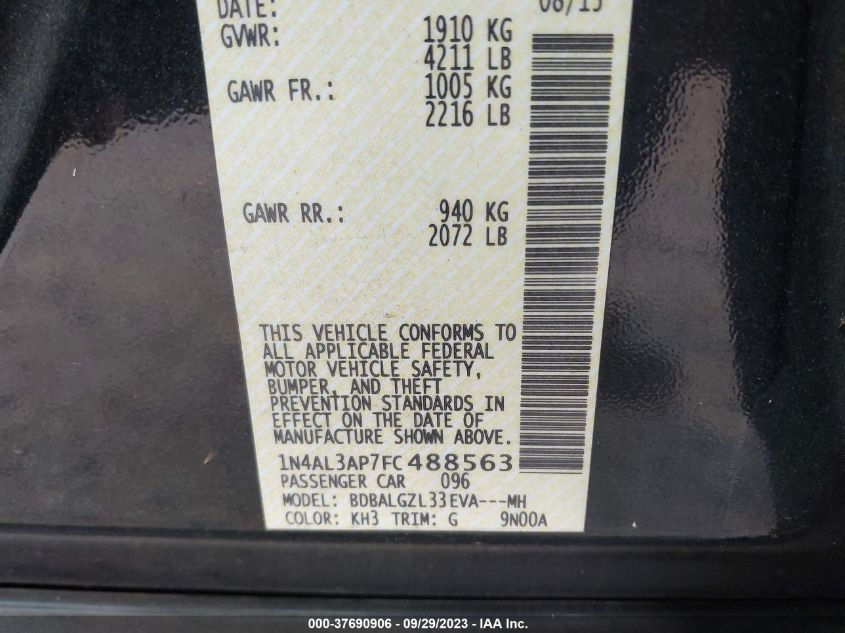 DATE: 08/15
GVWR: 1910 KG
4211 LB
GAWR FR.: 1005 KG
2216 LB
GAWR RR.: 940 KG
2072 LB
THIS VEHICLE CONFORMS TO
ALL APPLICABLE FEDERAL
MOTOR VEHICLE SAFETY,
BUMPER, AND THEFT
PREVENTION STANDARDS IN
EFFECT ON THE DATE OF
MANUFACTURE SHOWN ABOVE.
1N4AL3AP7FC488563
PASSENGER CAR 096
MODEL: BDBALGZL33EVA---MH
COLOR: KH3 TRIM: G 9N00A
000-37690906 / 09/29/2023 - IAA Inc.